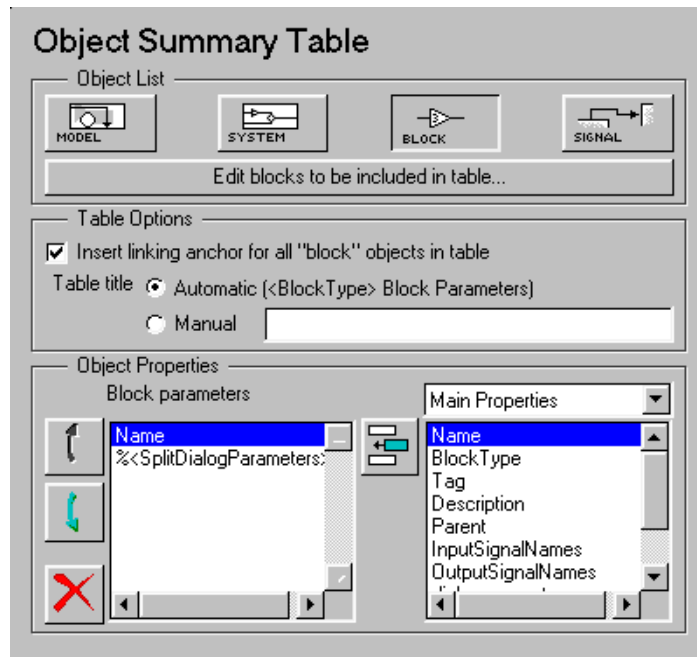 Object Summary Table
Object List
MODEL
SYSTEM
BLOCK
SIGNAL
Edit blocks to be included in table...
Table Options
Insert linking anchor for all "block" objects in table
Table title
Automatic (<BlockType> Block Parameters)
Manual
Object Properties
Block parameters
Main Properties
Name
%<SplitDialogParameters>
Name
BlockType
Tag
Description
Parent
InputSignalNames
OutputSignalNames